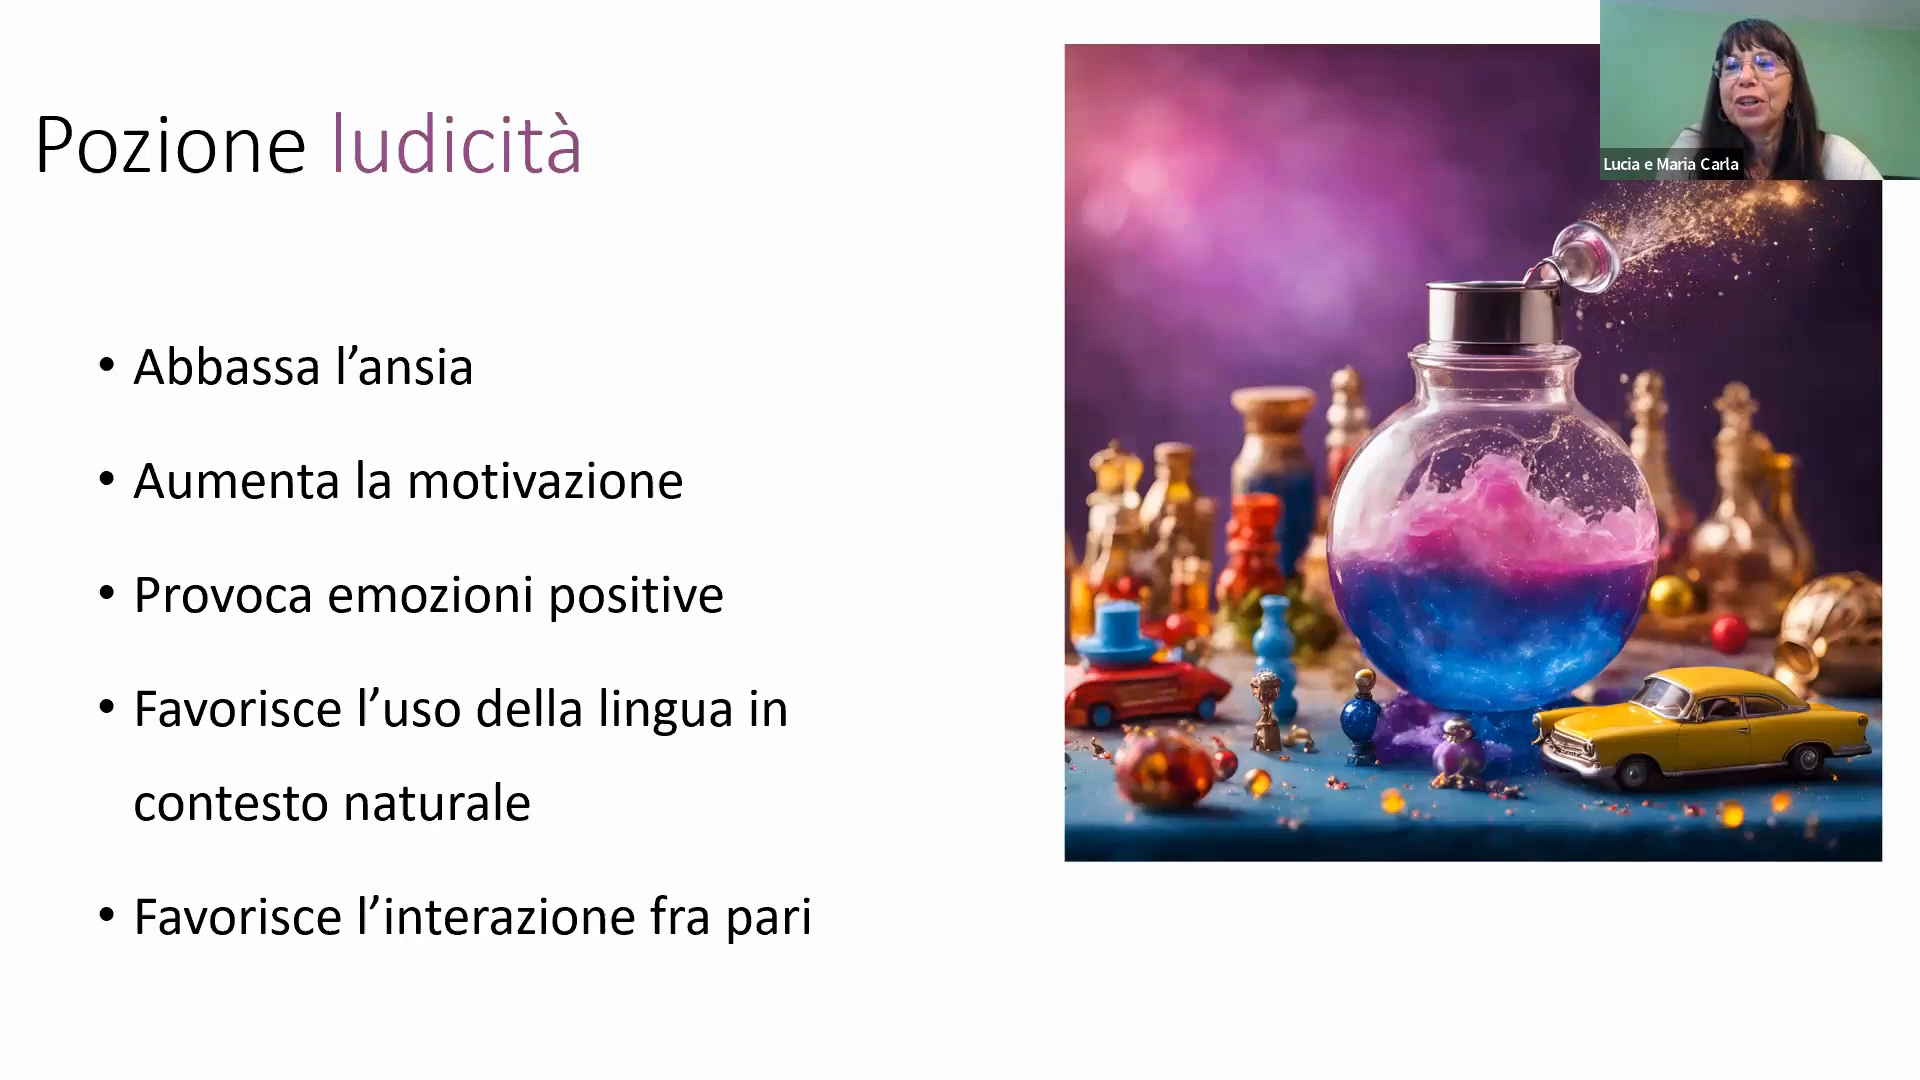 Pozione ludicità
• Abbassa l’ansia
• Aumenta la motivazione
• Provoca emozioni positive
• Favorisce l’uso della lingua in
contesto naturale
• Favorisce l’interazione fra pari
Lucia e Maria Carla